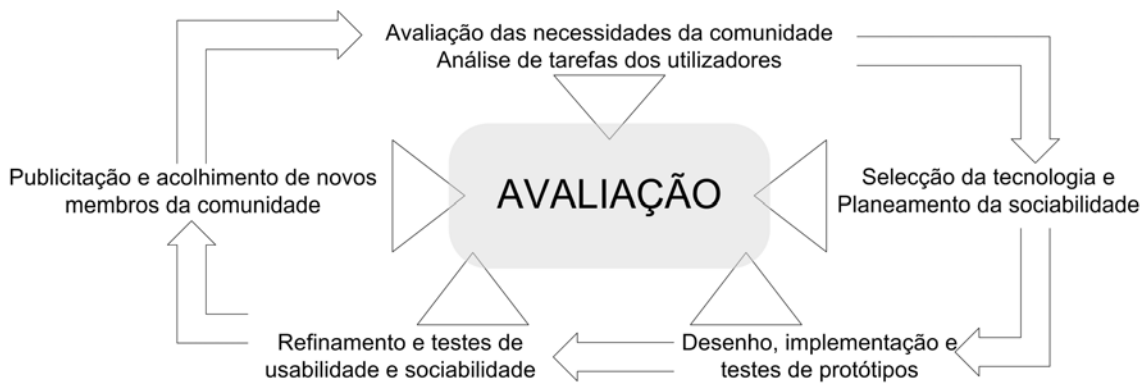 Avaliação das necessidades da comunidade
Análise de tarefas dos utilizadores
Selecção da tecnologia e
Planeamento da sociabilidade
Desenho, implementação e
testes de protótipos
Refinamento e testes de
usabilidade e sociabilidade
Publicitação e acolhimento de novos
membros da comunidade
AVALIAÇÃO